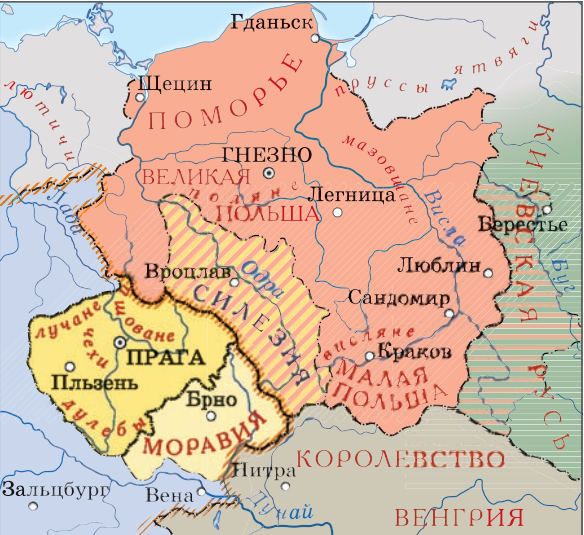 Гданьск
Щецин
ПОМОРЬЕ
пруссы
ятвяги
лютичи
ГНЕЗНО
мазовшане
КИЕВСКАЯ
ВЕЛИКАЯ
поляне
ПОЛЬША
Легница
Висла
Берестье
Лаба
Вроцлав
Одра
Люблин
Буг
СИЛЕЗИЯ
Сандомир
лучане
шоване
чехи
ПРАГА
висляне
Краков
Пльзень
МАЛАЯ
ПОЛЬША
РУСЬ
Брно
дулебы
МОРАВИЯ
Нитра
КОРОЛЕВСТВО
Зальцбург
Вена
Дунай
ВЕНГРИЯ